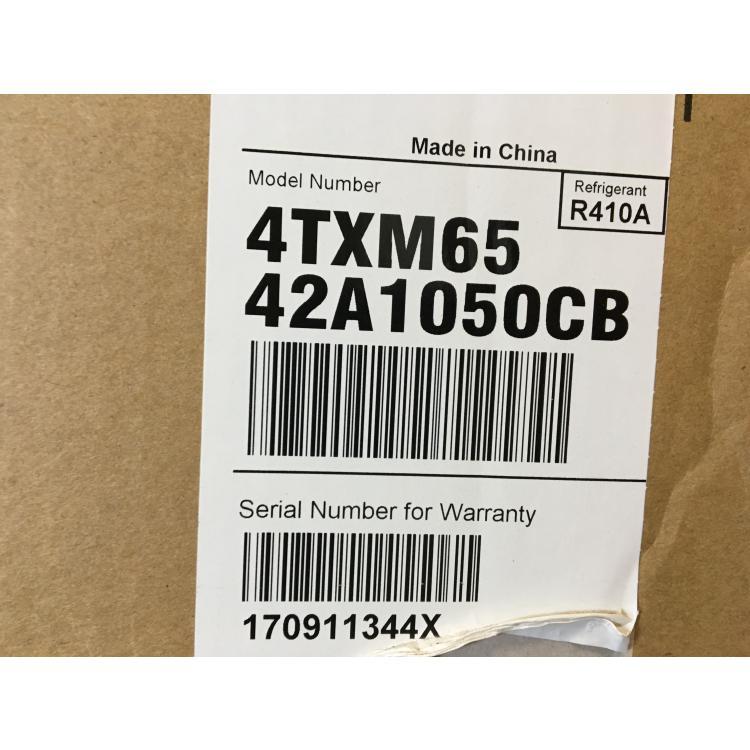 Made in China
Model Number
Refrigerant
R410A
4TXM65
42A1050CB
Serial Number for Warranty
170911344X